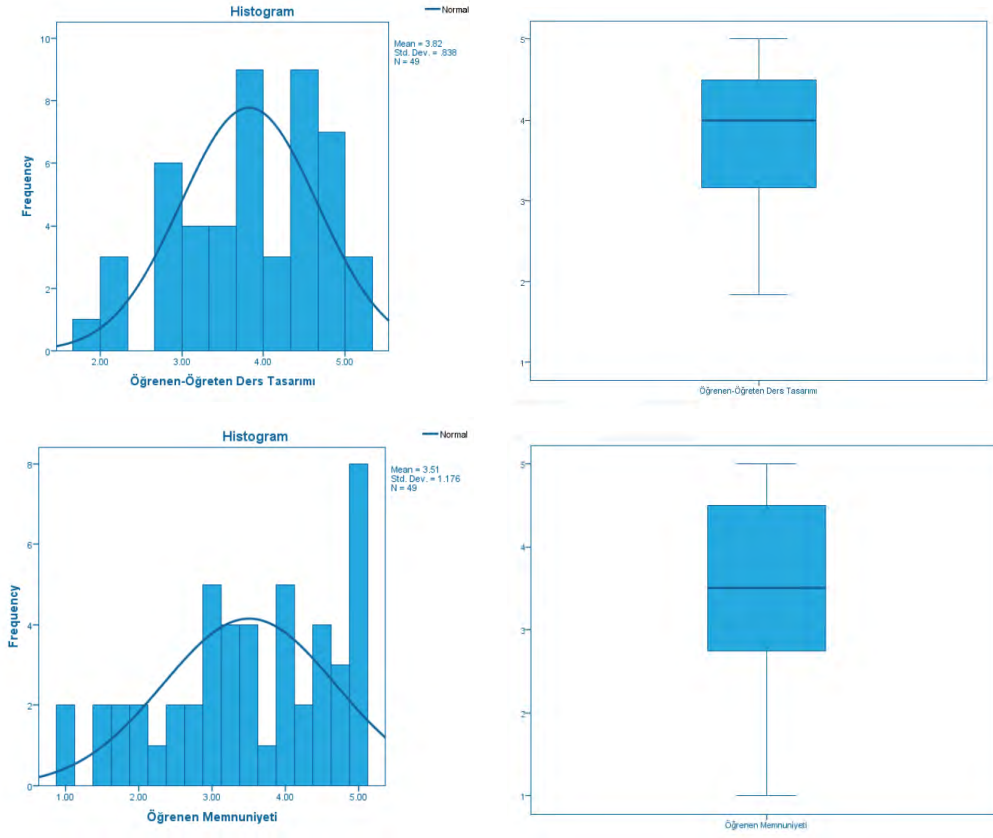 Histogram
Normal
Mean = 3.82
Std. Dev. = .838
N = 49
10
8
6
4
2
0
Frequency
2.00 3.00 4.00 5.00
Öğrenen-Öğreten Ders Tasarımı
5
4
3
2
1
Öğrenen-Öğreten Ders Tasarımı
Histogram
Normal
Mean = 3.51
Std. Dev. = 1.176
N = 49
8
6
4
2
0
Frequency
1.00 2.00 3.00 4.00 5.00
Öğrenen Memnuniyeti
5
4
3
2
1
Öğrenen Memnuniyeti